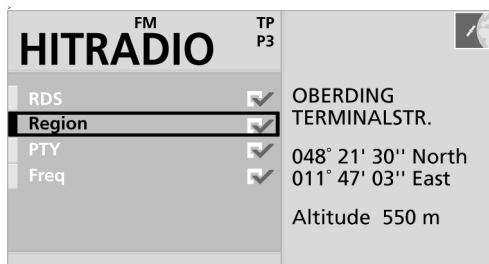 >
FM
TP
HITRADIO
P3
RDS
Region
PTY
Freq
OBERDING
TERMINALSTR.
048° 21' 30'' North
011° 47' 03'' East
Altitude 550 m